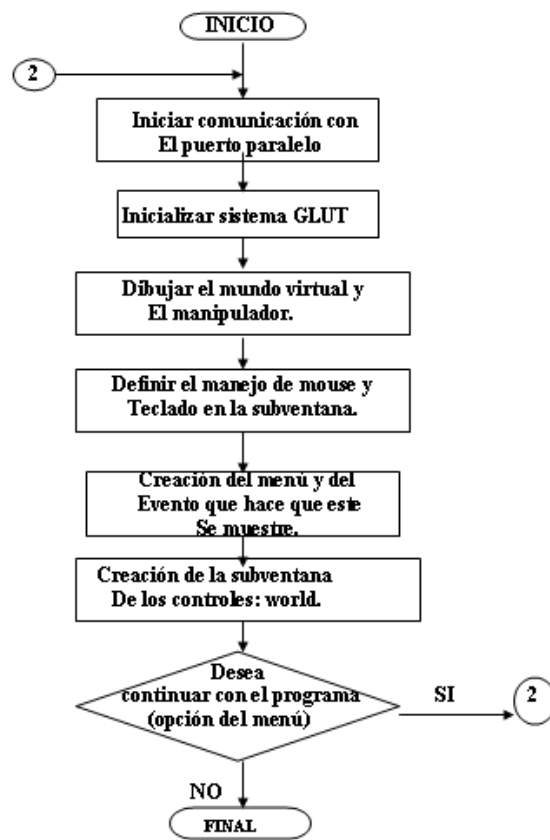 INICIO
2
Iniciar comunicación con
El puerto paralelo
Inicializar sistema GLUT
Dibujar el mundo virtual y
El manipulador.
Definir el manejo de mouse y
Teclado en la subventana.
Creación del menú y del
Evento que hace que este
Se muestre.
Creación de la subventana
De los controles: world.
Desea
continuar con el programa
(opción del menú)
SI
2
NO
FINAL